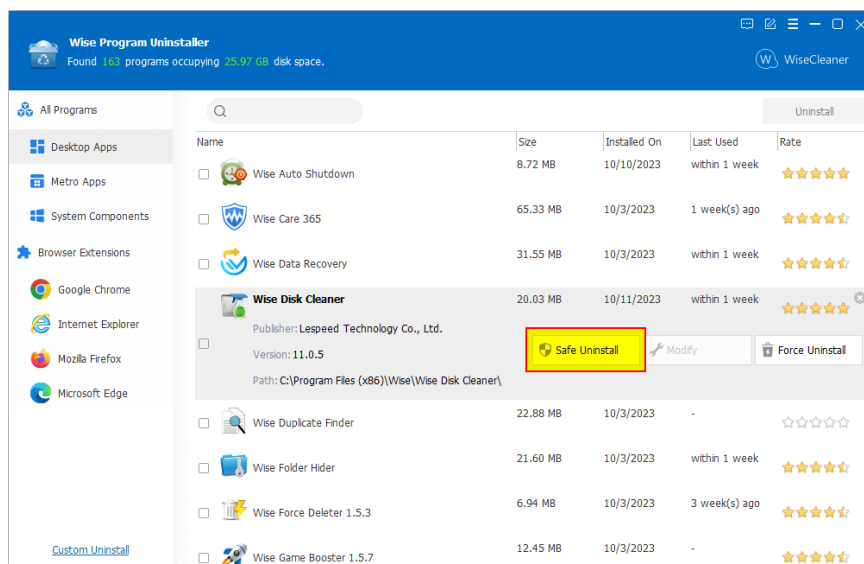 Wise Program Uninstaller
Found 163 programs occupying 25.97 GB disk space.
W WiseCleaner
All Programs
Desktop Apps
Metro Apps
System Components
Browser Extensions
Google Chrome
Internet Explorer
Mozilla Firefox
Microsoft Edge
Custom Uninstall
Uninstall
Name Size Installed On Last Used Rate
Wise Auto Shutdown 8.72 MB 10/10/2023 within 1 week
Wise Care 365 65.33 MB 10/3/2023 1 week(s) ago
Wise Data Recovery 31.55 MB 10/3/2023 within 1 week
Wise Disk Cleaner 20.03 MB 10/11/2023 within 1 week
Publisher: Lespeed Technology Co., Ltd.
Version: 11.0.5
Path: C:\Program Files (x86)\Wise\Wise Disk Cleaner\
Safe Uninstall Modify Force Uninstall
Wise Duplicate Finder 22.88 MB 10/3/2023 -
Wise Folder Hider 21.60 MB 10/3/2023 within 1 week
Wise Force Deleter 1.5.3 6.94 MB 10/3/2023 3 week(s) ago
Wise Game Booster 1.5.7 12.45 MB 10/3/2023 -